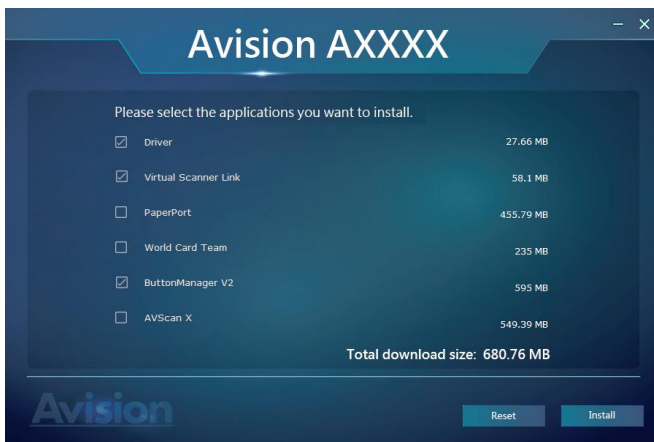 Avision AXXXX
Please select the applications you want to install.
Driver 27.66 MB
Virtual Scanner Link 58.1 MB
PaperPort 455.79 MB
World Card Team 235 MB
ButtonManager V2 595 MB
AVScan X 549.39 MB
Total download size: 680.76 MB
Avision Reset Install